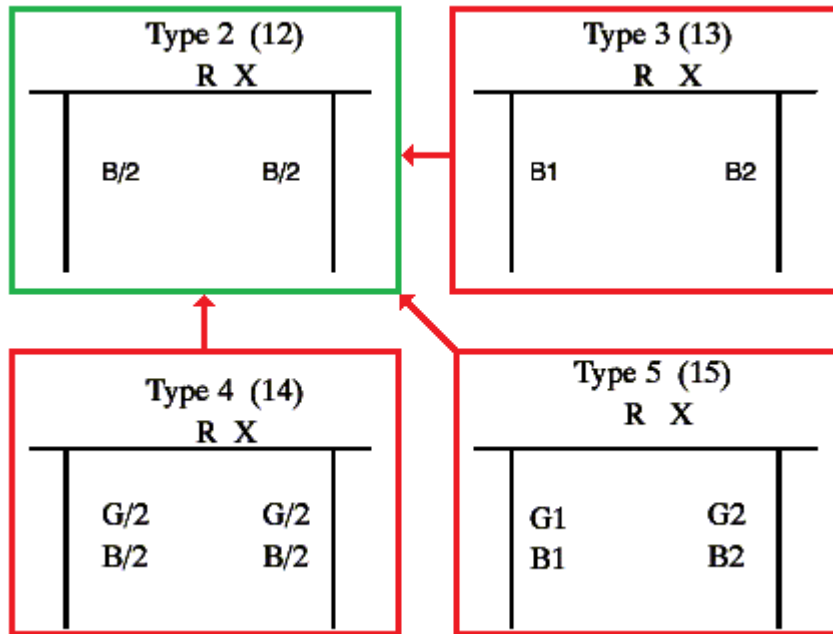 Type 2 (12)
R X
B/2 B/2
Type 3 (13)
R X
B1 B2
Type 4 (14)
R X
G/2 G/2
B/2 B/2
Type 5 (15)
R X
G1 G2
B1 B2